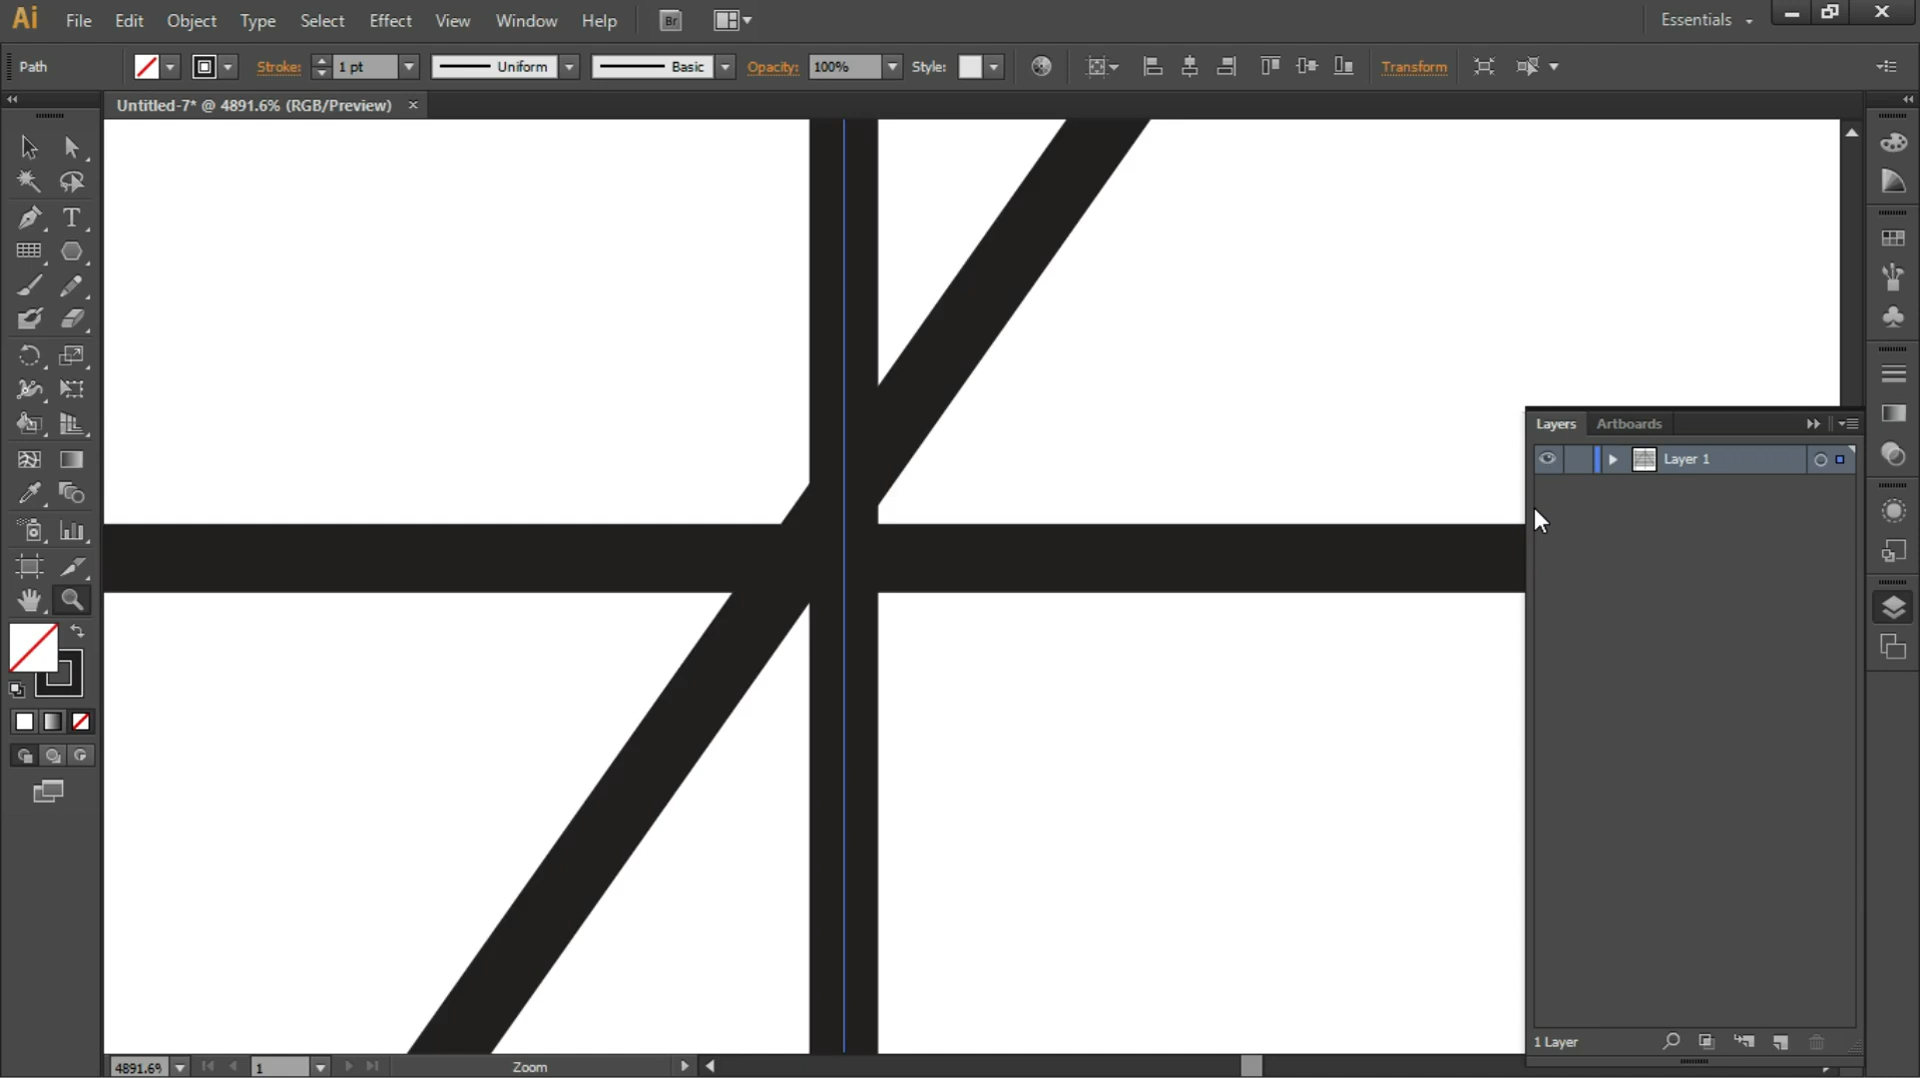 Ai File Edit Object Type Select Effect View Window Help Br Essentials
Path Stroke: 1 pt Uniform Basic Opacity: 100% Style: Transform
Untitled-7* @ 4891.6% (RGB/Preview)
T
Layers Artboards
Layer 1
1 Layer
4891.6% 1 Zoom